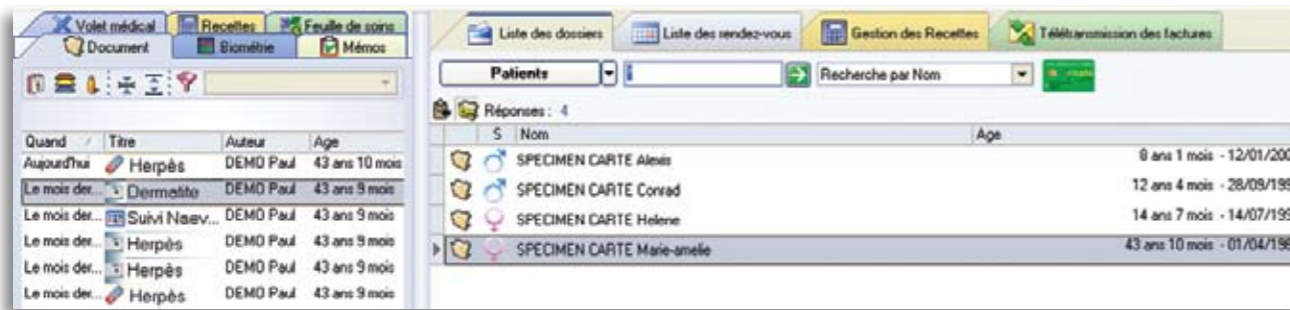 Volet médical Recettes Feuille de soins
Document Biométrie Mémos
Quand Titre Auteur Age
Aujourd'hui Herpès DEMO Paul 43 ans 10 mois
Le mois der... Dermatite DEMO Paul 43 ans 9 mois
Le mois der... Suivi Naev... DEMO Paul 43 ans 9 mois
Le mois der... Herpès DEMO Paul 43 ans 9 mois
Le mois der... Herpès DEMO Paul 43 ans 9 mois
Le mois der... Herpès DEMO Paul 43 ans 9 mois
Liste des dossiers Liste des rendez-vous Gestion des Recettes Télétransmission des factures
Patients Recherche par Nom
Réponses : 4
S Nom Age
SPECIMEN CARTE Alexis 8 ans 1 mois - 12/01/200
SPECIMEN CARTE Conrad 12 ans 4 mois - 28/09/199
SPECIMEN CARTE Helene 14 ans 7 mois - 14/07/199
SPECIMEN CARTE Marie-amelie 43 ans 10 mois - 01/04/196